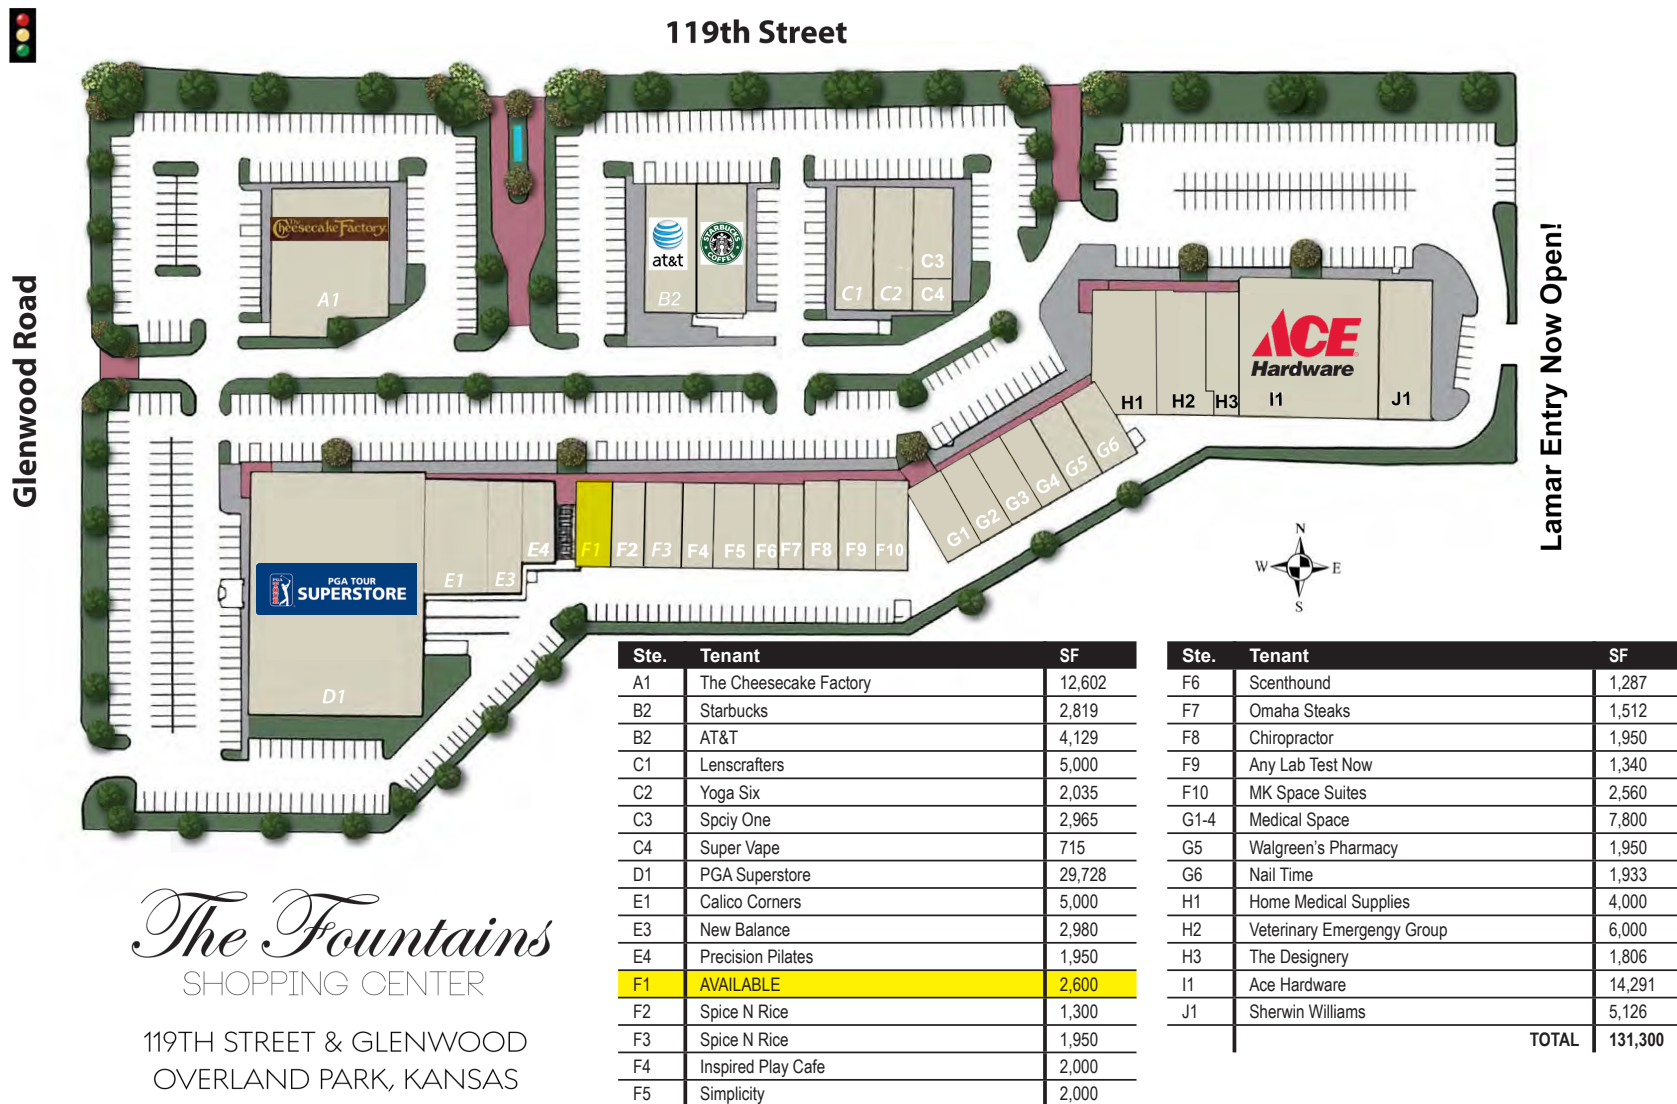 119th Street
Glenwood Road
Lamar Entry Now Open!
The Cheesecake Factory
A1
at&t
B2
STARBUCKS COFFEE
C1
C2
C3
C4
ACE
Hardware
H1
H2
H3
I1
J1
G1
G2
G3
G4
G5
G6
E4
F1
F2
F3
F4
F5
F6
F7
F8
F9
F10
E1
E3
PGA TOUR
SUPERSTORE
D1
N
W E
S
Ste. Tenant SF
A1 The Cheesecake Factory 12,602
B2 Starbucks 2,819
B2 AT&T 4,129
C1 Lenscrafters 5,000
C2 Yoga Six 2,035
C3 Spciy One 2,965
C4 Super Vape 715
D1 PGA Superstore 29,728
E1 Calico Corners 5,000
E3 New Balance 2,980
E4 Precision Pilates 1,950
F1 AVAILABLE 2,600
F2 Spice N Rice 1,300
F3 Spice N Rice 1,950
F4 Inspired Play Cafe 2,000
F5 Simplicity 2,000
Ste. Tenant SF
F6 Scenthound 1,287
F7 Omaha Steaks 1,512
F8 Chiropractor 1,950
F9 Any Lab Test Now 1,340
F10 MK Space Suites 2,560
G1-4 Medical Space 7,800
G5 Walgreen's Pharmacy 1,950
G6 Nail Time 1,933
H1 Home Medical Supplies 4,000
H2 Veterinary Emergengy Group 6,000
H3 The Designery 1,806
I1 Ace Hardware 14,291
J1 Sherwin Williams 5,126
TOTAL 131,300
The Fountains
SHOPPING CENTER
119TH STREET & GLENWOOD
OVERLAND PARK, KANSAS